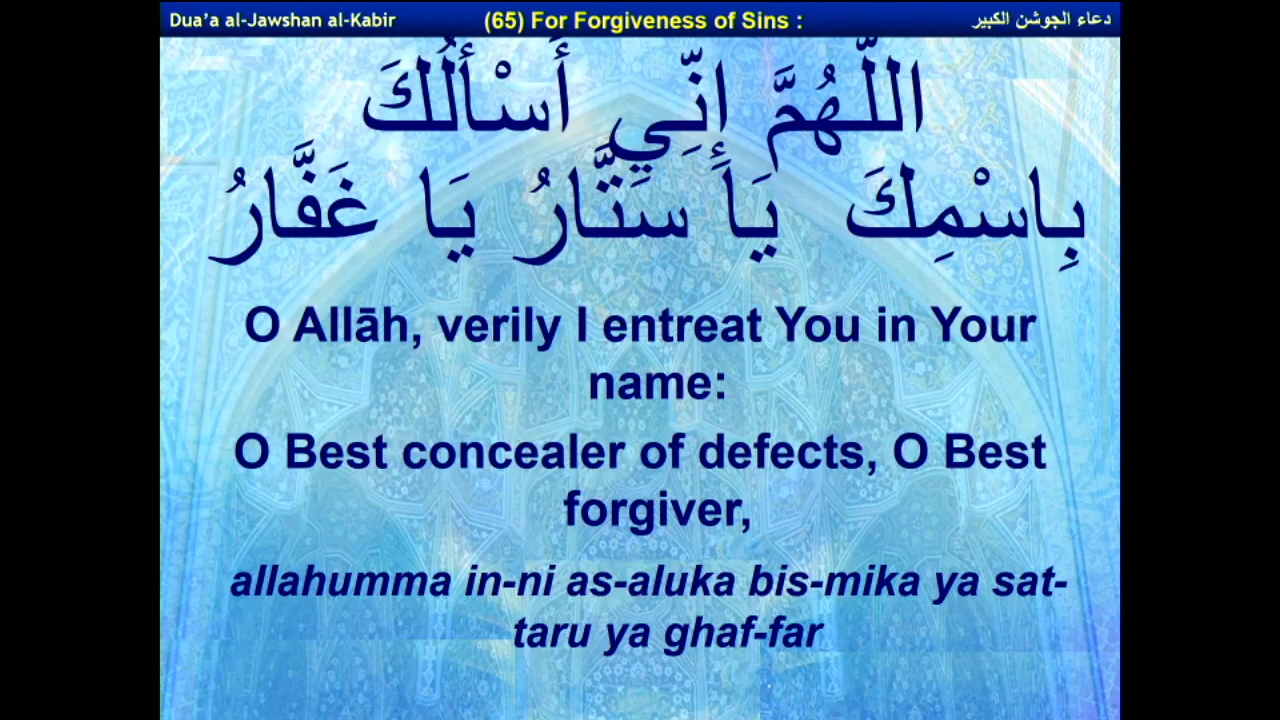 Dua’a al-Jawshan al-Kabir (65) For Forgiveness of Sins : دعاء الجوشن الكبير
اللَّهُمَّ إِنِّي أَسْأَلُكَ
بِاسْمِكَ يَا سَتَّارُ يَا غَفَّارُ
O Allāh, verily I entreat You in Your
name:
O Best concealer of defects, O Best
forgiver,
allahumma in-ni as-aluka bis-mika ya sat-
taru ya ghaf-far